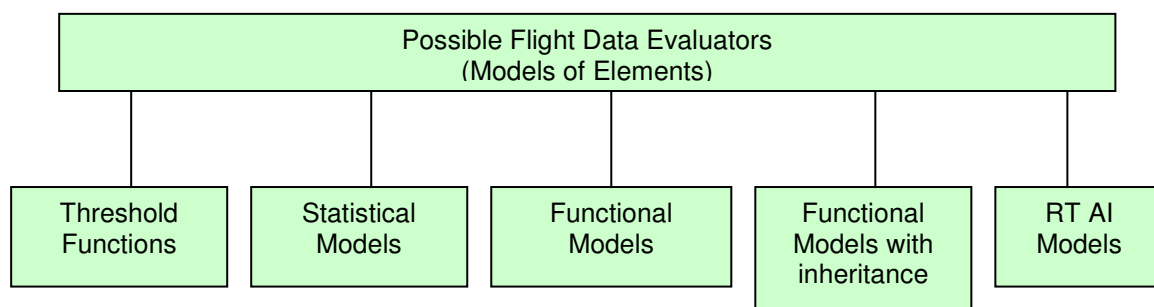 Possible Flight Data Evaluators
(Models of Elements)
Threshold
Functions
Statistical
Models
Functional
Models
Functional
Models with
inheritance
RT AI
Models